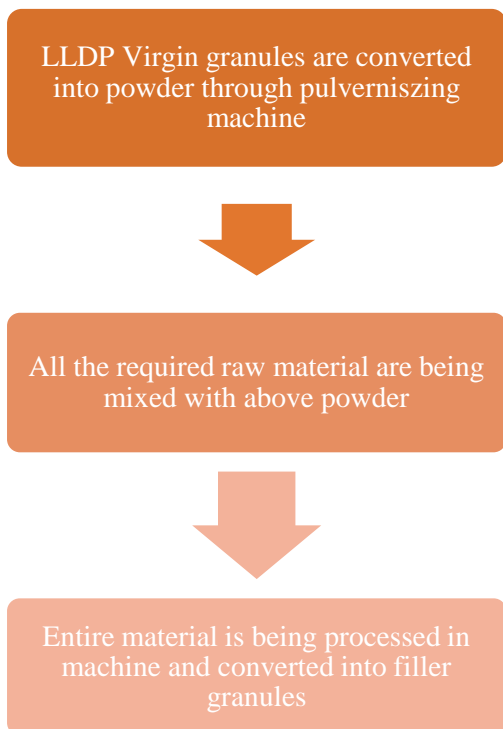 LLDP Virgin granules are converted
into powder through pulverniszing
machine
All the required raw material are being
mixed with above powder
Entire material is being processed in
machine and converted into filler
granules